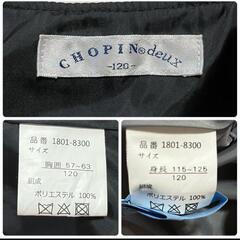 CHOPIN deux
-120-
品番 1801-8300
サイズ
胸囲 57~63
120
組成
ポリエステル 100%
品番 1801-8300
サイズ
身長 115~125
120
組成
ポリエステル 100%